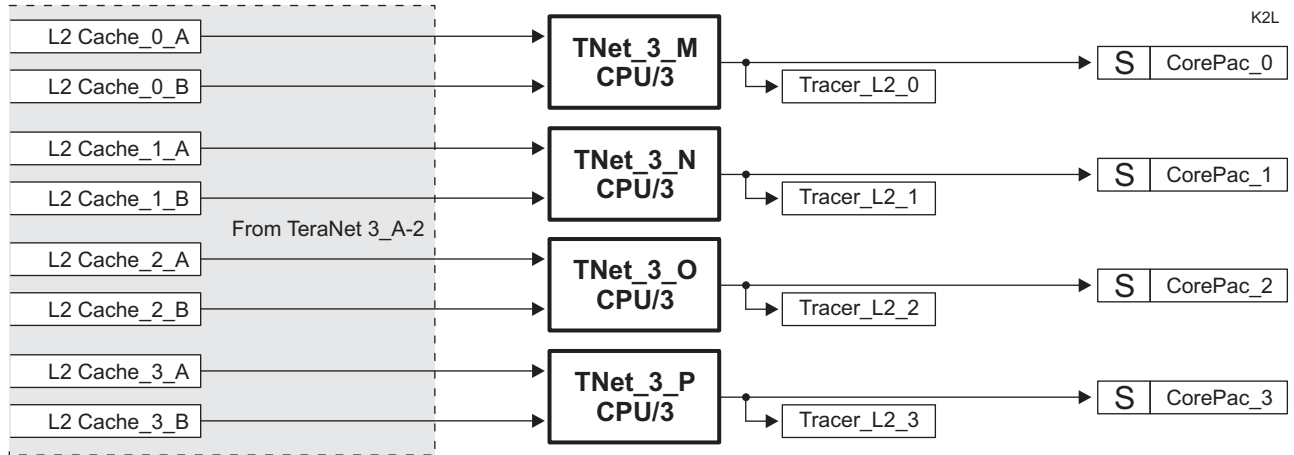 K2L
L2 Cache_0_A
L2 Cache_0_B
TNet_3_M
CPU/3
Tracer_L2_0
S CorePac_0
L2 Cache_1_A
L2 Cache_1_B
TNet_3_N
CPU/3
Tracer_L2_1
S CorePac_1
From TeraNet 3_A-2
L2 Cache_2_A
L2 Cache_2_B
TNet_3_O
CPU/3
Tracer_L2_2
S CorePac_2
L2 Cache_3_A
L2 Cache_3_B
TNet_3_P
CPU/3
Tracer_L2_3
S CorePac_3